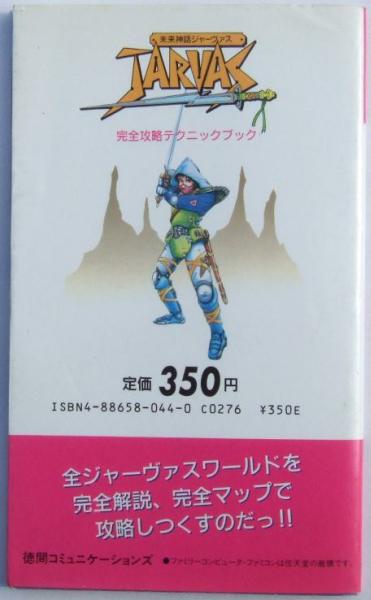 未来神話ジャーヴァス
JARVAS
完全攻略テクニックブック
定価 350円
ISBN4-88658-044-0 C0276 ¥350E
全ジャーヴァスワールドを
完全解説、完全マップで
攻略しつくすのだっ!!
徳間コミュニケーションズ ●ファミリーコンピュータ・ファミコンは任天堂の商標です。